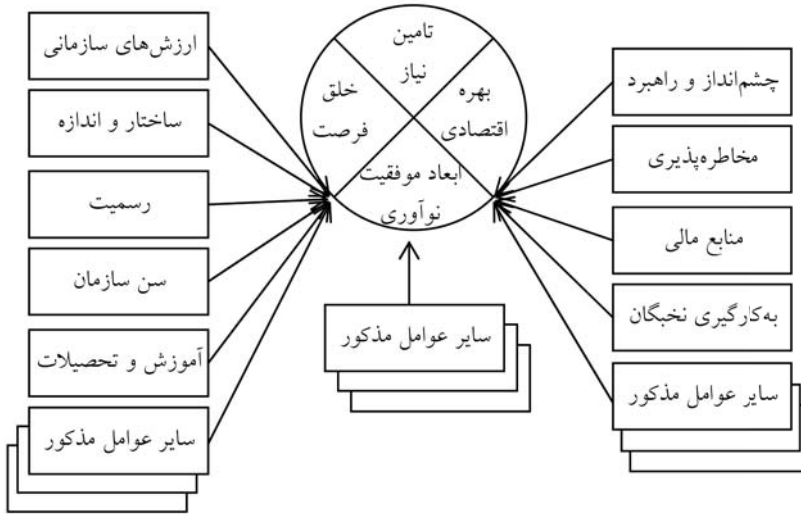 تامین
نیاز
بهره
اقتصادی
خلق
فرصت
ابعاد موفقیت
نوآوری
چشم‌انداز و راهبرد
مخاطره‌پذیری
منابع مالی
به‌کارگیری نخبگان
سایر عوامل مذکور
سایر عوامل مذکور
ارزش‌های سازمانی
ساختار و اندازه
رسمیت
سن سازمان
آموزش و تحصیلات
سایر عوامل مذکور